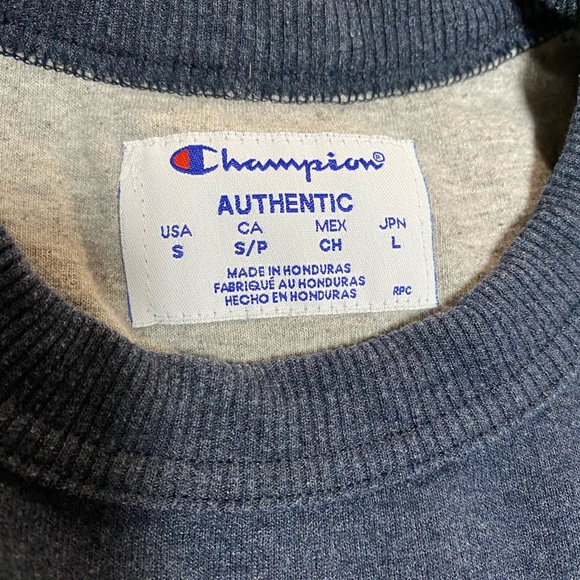 Champion®
AUTHENTIC
USA CA MEX JPN
S S/P CH L
MADE IN HONDURAS
FABRIQUÉ AU HONDURAS
HECHO EN HONDURAS RPC